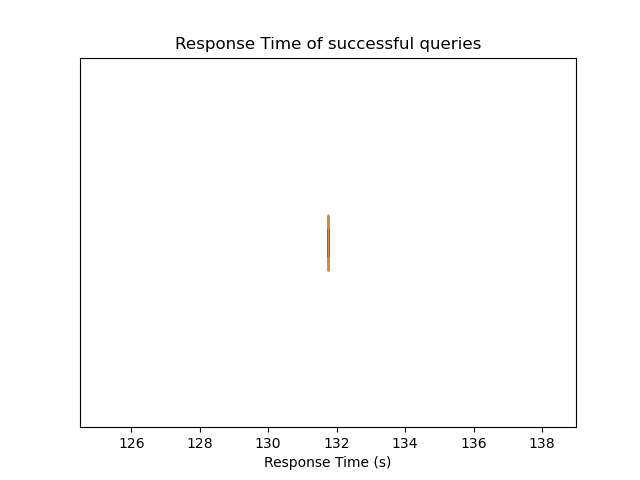 Response Time of successful queries
126 128 130 132 134 136 138
Response Time (s)